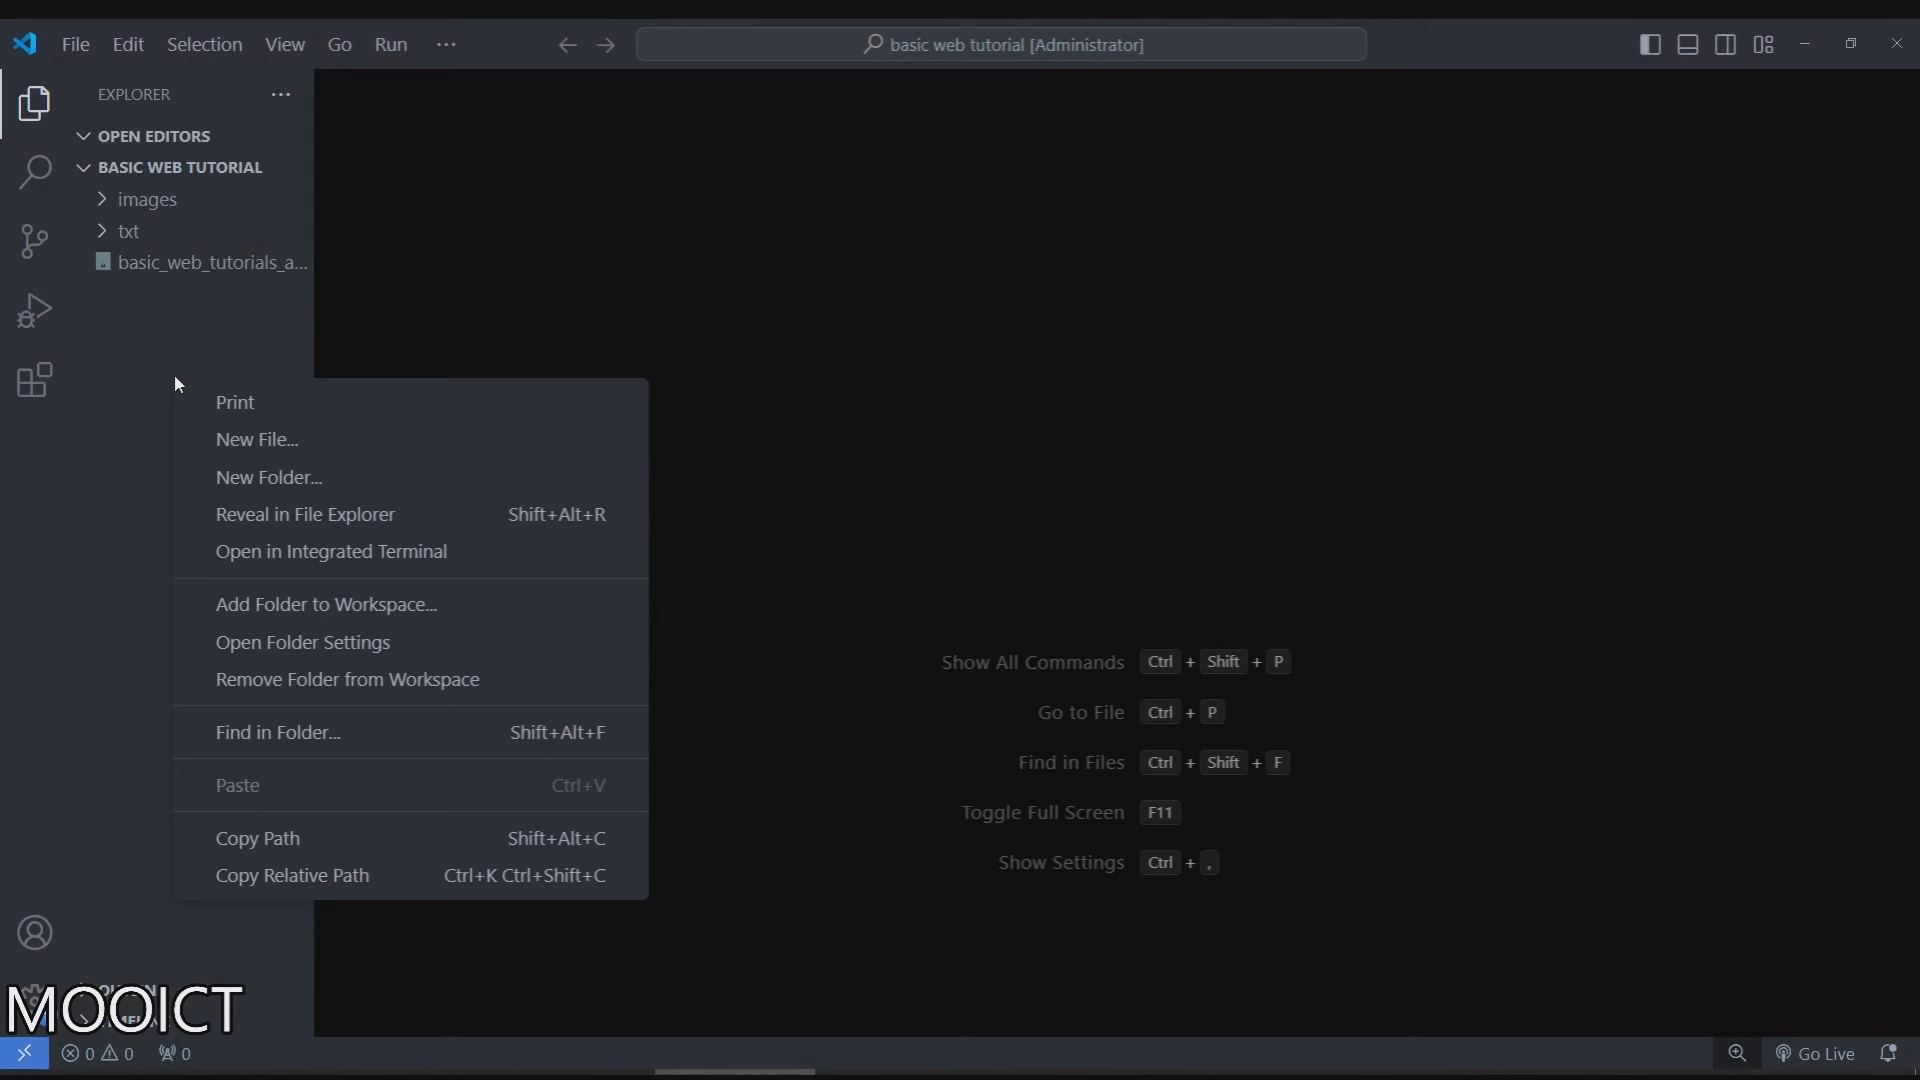 File Edit Selection View Go Run ...
basic web tutorial [Administrator]
EXPLORER
OPEN EDITORS
BASIC WEB TUTORIAL
images
txt
basic_web_tutorials_a...
Print
New File...
New Folder...
Reveal in File Explorer Shift+Alt+R
Open in Integrated Terminal
Add Folder to Workspace...
Open Folder Settings
Remove Folder from Workspace
Find in Folder... Shift+Alt+F
Paste Ctrl+V
Copy Path Shift+Alt+C
Copy Relative Path Ctrl+K Ctrl+Shift+C
Show All Commands Ctrl + Shift + P
Go to File Ctrl + P
Find in Files Ctrl + Shift + F
Toggle Full Screen F11
Show Settings Ctrl + ,
MOOICT
0 0 0
Go Live